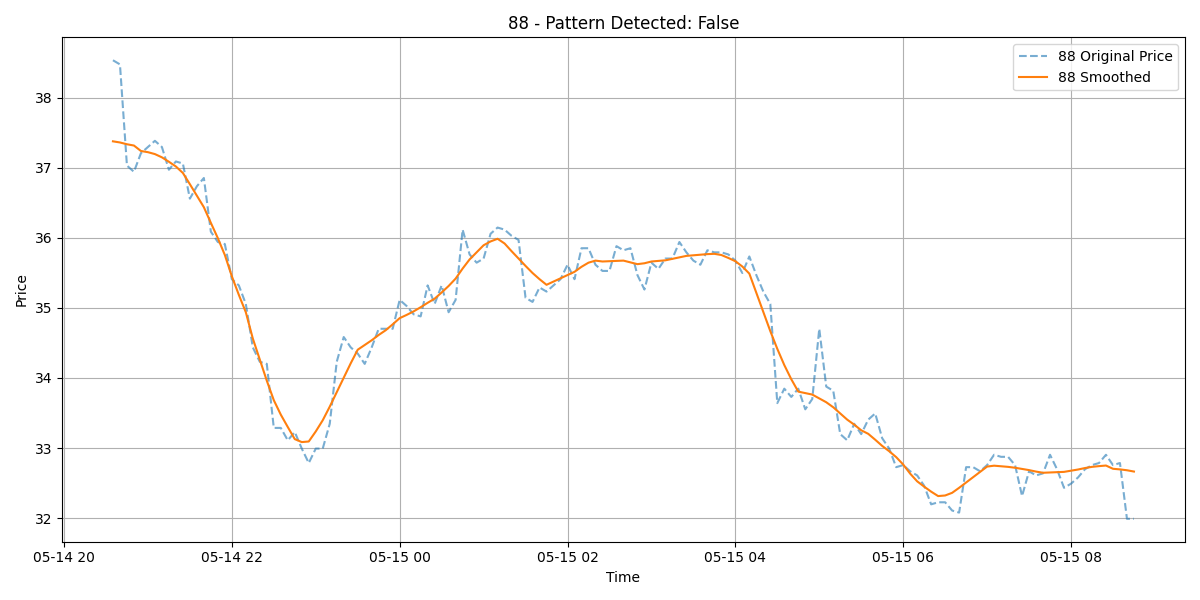 88 - Pattern Detected: False
88 Original Price
88 Smoothed
38
37
36
35
34
33
32
Price
05-14 20
05-14 22
05-15 00
05-15 02
05-15 04
05-15 06
05-15 08
Time